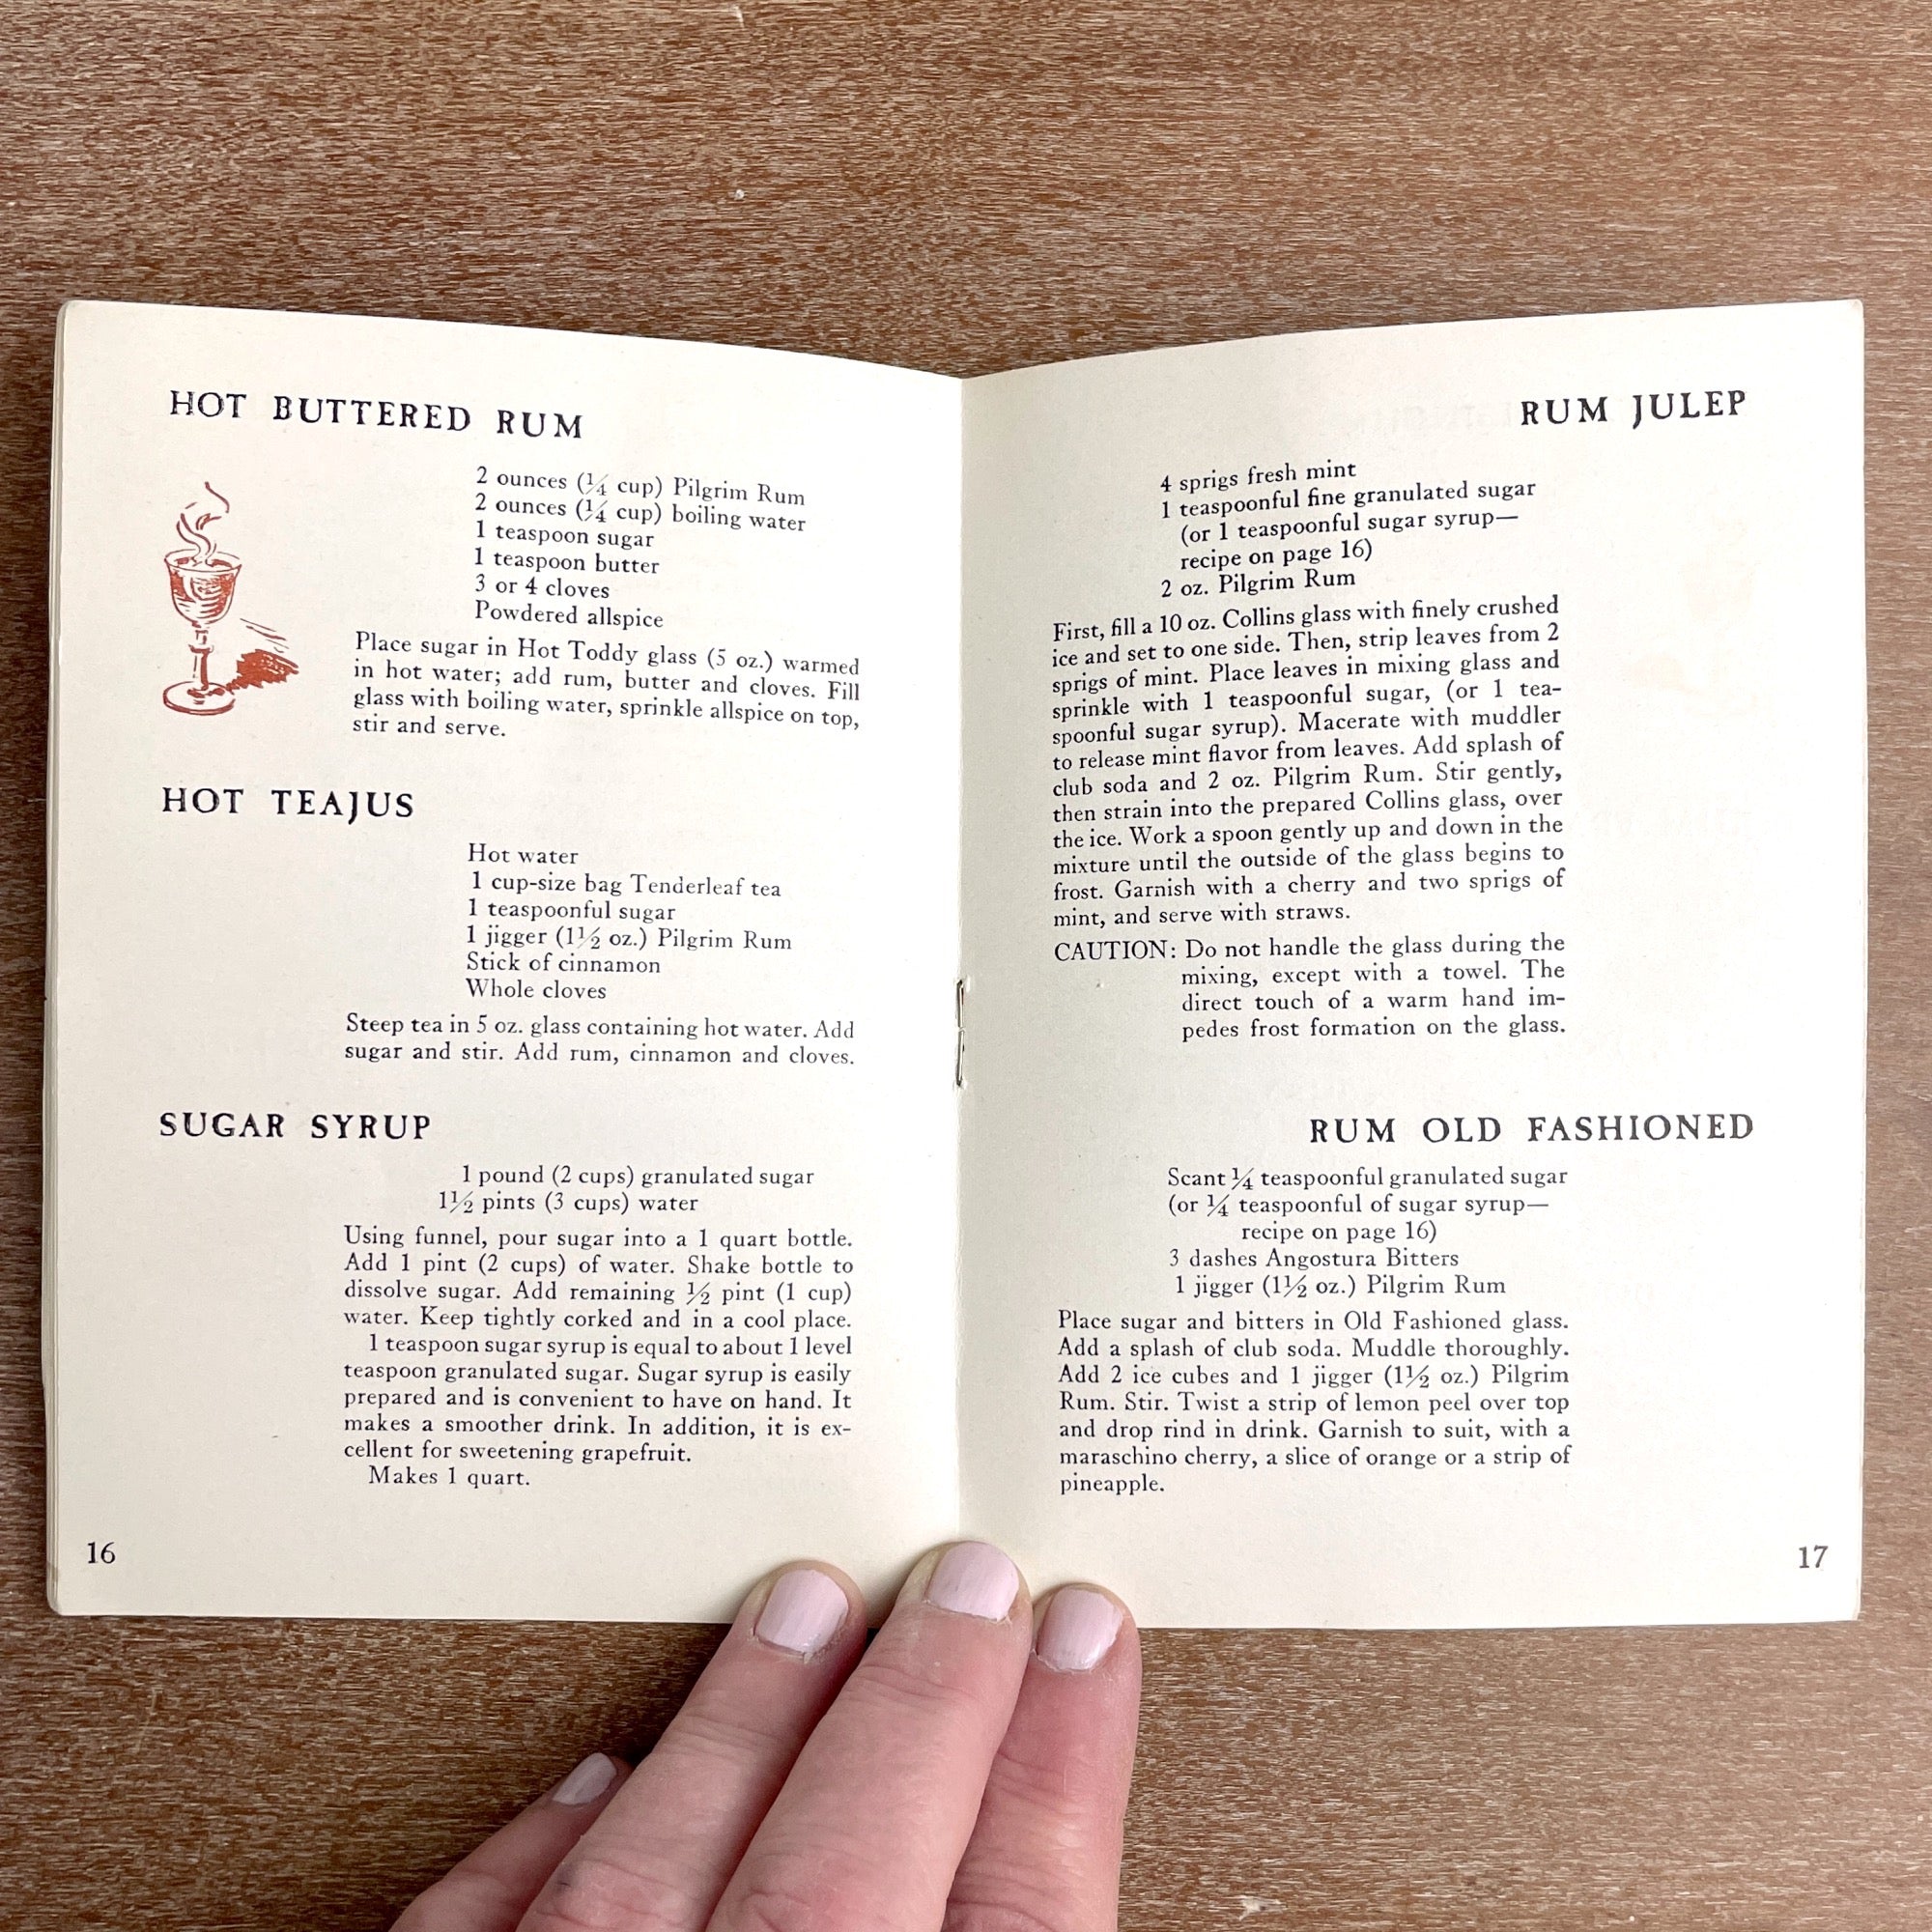 HOT BUTTERED RUM
2 ounces (¼ cup) Pilgrim Rum
2 ounces (¼ cup) boiling water
1 teaspoon sugar
1 teaspoon butter
3 or 4 cloves
Powdered allspice
Place sugar in Hot Toddy glass (5 oz.) warmed
in hot water; add rum, butter and cloves. Fill
glass with boiling water, sprinkle allspice on top,
stir and serve.
HOT TEAJUS
Hot water
1 cup-size bag Tenderleaf tea
1 teaspoonful sugar
1 jigger (1½ oz.) Pilgrim Rum
Stick of cinnamon
Whole cloves
Steep tea in 5 oz. glass containing hot water. Add
sugar and stir. Add rum, cinnamon and cloves.
SUGAR SYRUP
1 pound (2 cups) granulated sugar
1½ pints (3 cups) water
Using funnel, pour sugar into a 1 quart bottle.
Add 1 pint (2 cups) of water. Shake bottle to
dissolve sugar. Add remaining ½ pint (1 cup)
water. Keep tightly corked and in a cool place.
1 teaspoon sugar syrup is equal to about 1 level
teaspoon granulated sugar. Sugar syrup is easily
prepared and is convenient to have on hand. It
makes a smoother drink. In addition, it is ex-
cellent for sweetening grapefruit.
Makes 1 quart.
16
RUM JULEP
4 sprigs fresh mint
1 teaspoonful fine granulated sugar
(or 1 teaspoonful sugar syrup—
recipe on page 16)
2 oz. Pilgrim Rum
First, fill a 10 oz. Collins glass with finely crushed
ice and set to one side. Then, strip leaves from 2
sprigs of mint. Place leaves in mixing glass and
sprinkle with 1 teaspoonful sugar, (or 1 tea-
spoonful sugar syrup). Macerate with muddler
to release mint flavor from leaves. Add splash of
club soda and 2 oz. Pilgrim Rum. Stir gently,
then strain into the prepared Collins glass, over
the ice. Work a spoon gently up and down in the
mixture until the outside of the glass begins to
frost. Garnish with a cherry and two sprigs of
mint, and serve with straws.
CAUTION: Do not handle the glass during the
mixing, except with a towel. The
direct touch of a warm hand im-
pedes frost formation on the glass.
RUM OLD FASHIONED
Scant ¼ teaspoonful granulated sugar
(or ¼ teaspoonful of sugar syrup—
recipe on page 16)
3 dashes Angostura Bitters
1 jigger (1½ oz.) Pilgrim Rum
Place sugar and bitters in Old Fashioned glass.
Add a splash of club soda. Muddle thoroughly.
Add 2 ice cubes and 1 jigger (1½ oz.) Pilgrim
Rum. Stir. Twist a strip of lemon peel over top
and drop rind in drink. Garnish to suit, with a
maraschino cherry, a slice of orange or a strip of
pineapple.
17